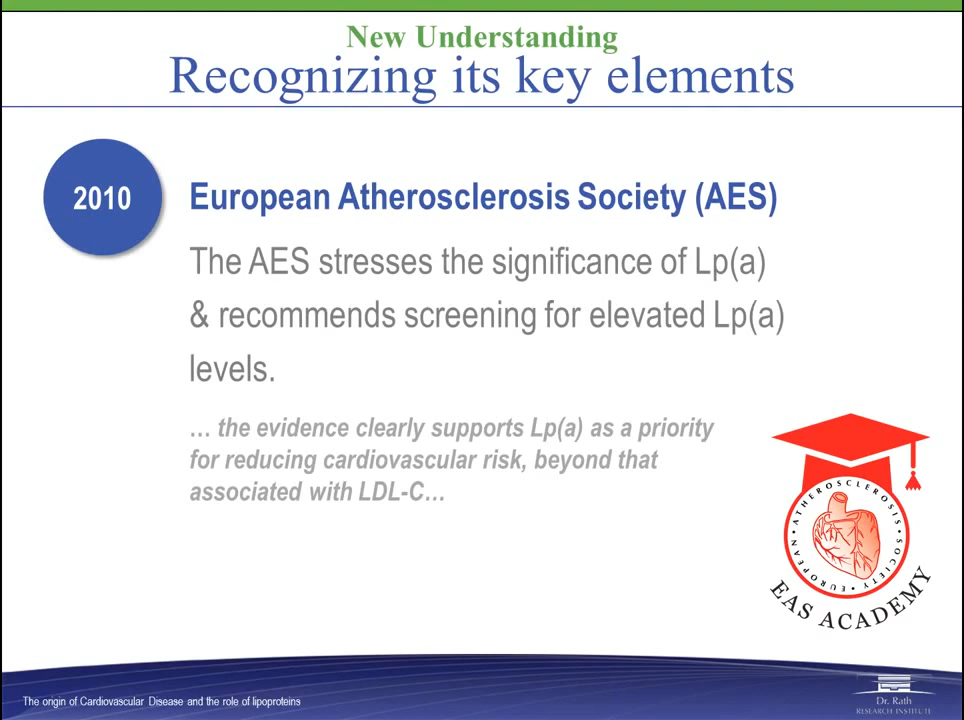 New Understanding
Recognizing its key elements
2010
European Atherosclerosis Society (AES)
The AES stresses the significance of Lp(a)
& recommends screening for elevated Lp(a)
levels.
… the evidence clearly supports Lp(a) as a priority
for reducing cardiovascular risk, beyond that
associated with LDL-C…
EUROPEAN • ATHEROSCLEROSIS • SOCIETY •
EAS ACADEMY
The origin of Cardiovascular Disease and the role of lipoproteins
Dr. Rath
RESEARCH INSTITUTE